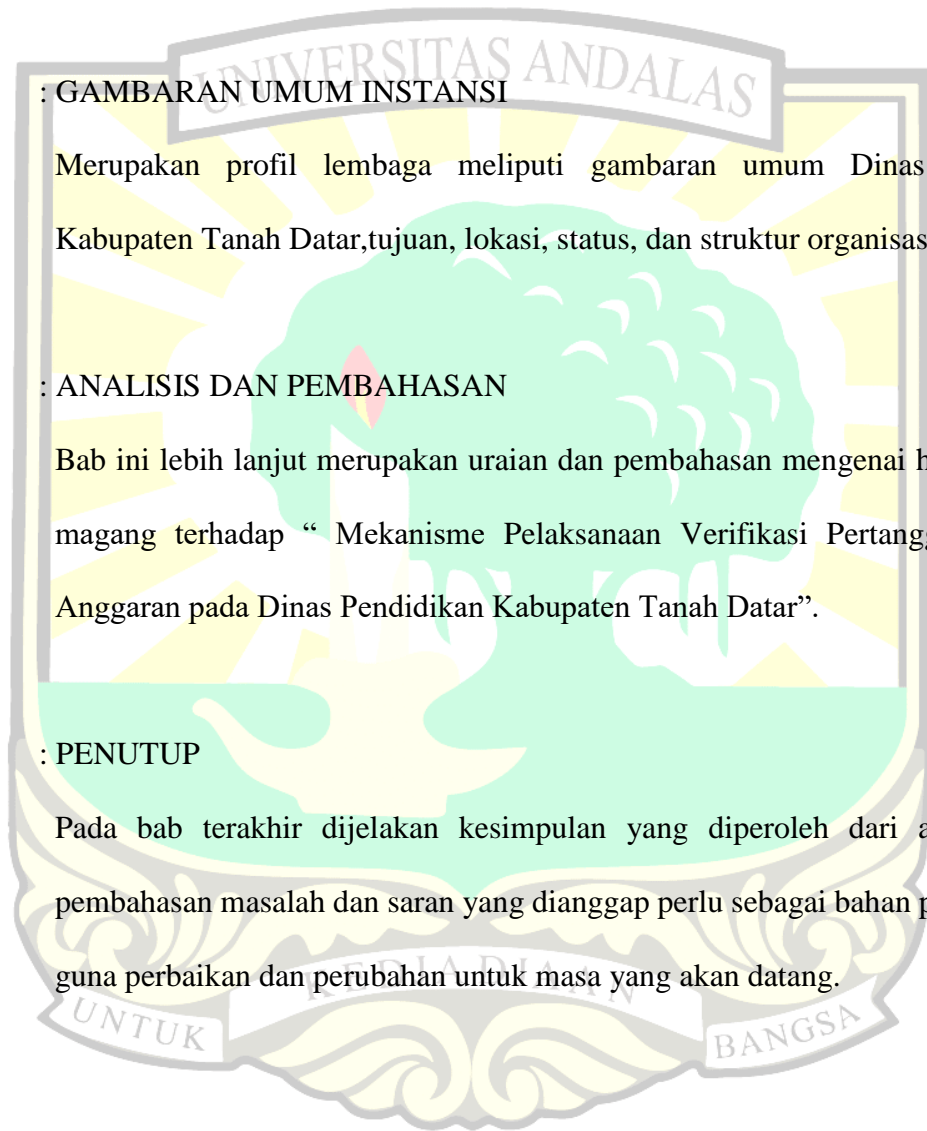 UNIVERSITAS ANDALAS
: GAMBARAN UMUM INSTANSI
Merupakan profil lembaga meliputi gambaran umum Dinas
Kabupaten Tanah Datar,tujuan, lokasi, status, dan struktur organisas
: ANALISIS DAN PEMBAHASAN
Bab ini lebih lanjut merupakan uraian dan pembahasan mengenai h
magang terhadap “ Mekanisme Pelaksanaan Verifikasi Pertangg
Anggaran pada Dinas Pendidikan Kabupaten Tanah Datar”.
: PENUTUP
Pada bab terakhir dijelakan kesimpulan yang diperoleh dari a
pembahasan masalah dan saran yang dianggap perlu sebagai bahan p
guna perbaikan dan perubahan untuk masa yang akan datang.
UNTUK KEDJADJAAN BANGSA